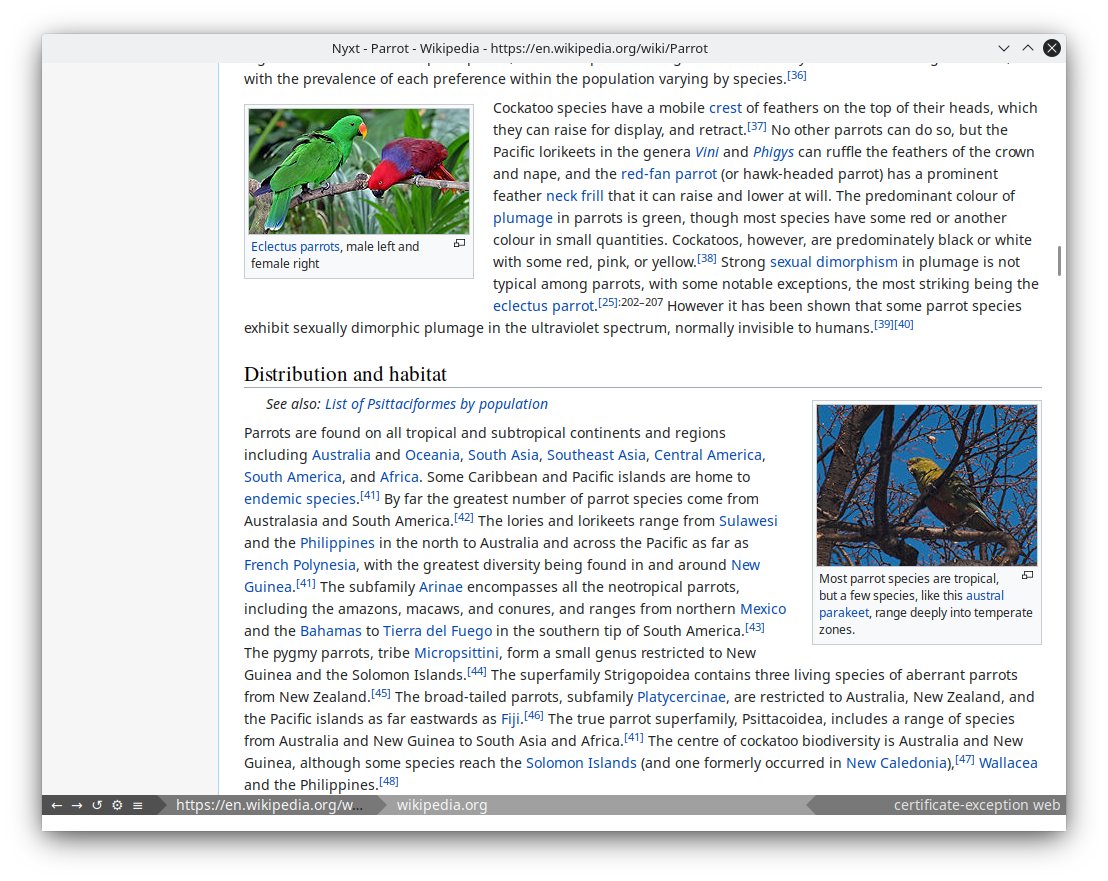 Nyxt - Parrot - Wikipedia - https://en.wikipedia.org/wiki/Parrot
with the prevalence of each preference within the population varying by species.[36]
Cockatoo species have a mobile crest of feathers on the top of their heads, which
they can raise for display, and retract.[37] No other parrots can do so, but the
Pacific lorikeets in the genera Vini and Phigys can ruffle the feathers of the crown
and nape, and the red-fan parrot (or hawk-headed parrot) has a prominent
feather neck frill that it can raise and lower at will. The predominant colour of
plumage in parrots is green, though most species have some red or another
colour in small quantities. Cockatoos, however, are predominately black or white
with some red, pink, or yellow.[38] Strong sexual dimorphism in plumage is not
typical among parrots, with some notable exceptions, the most striking being the
eclectus parrot.[25]:202–207 However it has been shown that some parrot species
exhibit sexually dimorphic plumage in the ultraviolet spectrum, normally invisible to humans.[39][40]
Eclectus parrots, male left and
female right
Distribution and habitat
See also: List of Psittaciformes by population
Parrots are found on all tropical and subtropical continents and regions
including Australia and Oceania, South Asia, Southeast Asia, Central America,
South America, and Africa. Some Caribbean and Pacific islands are home to
endemic species.[41] By far the greatest number of parrot species come from
Australasia and South America.[42] The lories and lorikeets range from Sulawesi
and the Philippines in the north to Australia and across the Pacific as far as
French Polynesia, with the greatest diversity being found in and around New
Guinea.[41] The subfamily Arinae encompasses all the neotropical parrots,
including the amazons, macaws, and conures, and ranges from northern Mexico
and the Bahamas to Tierra del Fuego in the southern tip of South America.[43]
The pygmy parrots, tribe Micropsittini, form a small genus restricted to New
Guinea and the Solomon Islands.[44] The superfamily Strigopoidea contains three living species of aberrant parrots
from New Zealand.[45] The broad-tailed parrots, subfamily Platycercinae, are restricted to Australia, New Zealand, and
the Pacific islands as far eastwards as Fiji.[46] The true parrot superfamily, Psittacoidea, includes a range of species
from Australia and New Guinea to South Asia and Africa.[41] The centre of cockatoo biodiversity is Australia and New
Guinea, although some species reach the Solomon Islands (and one formerly occurred in New Caledonia),[47] Wallacea
and the Philippines.[48]
Most parrot species are tropical,
but a few species, like this austral
parakeet, range deeply into temperate
zones.
https://en.wikipedia.org/w...
wikipedia.org
certificate-exception web